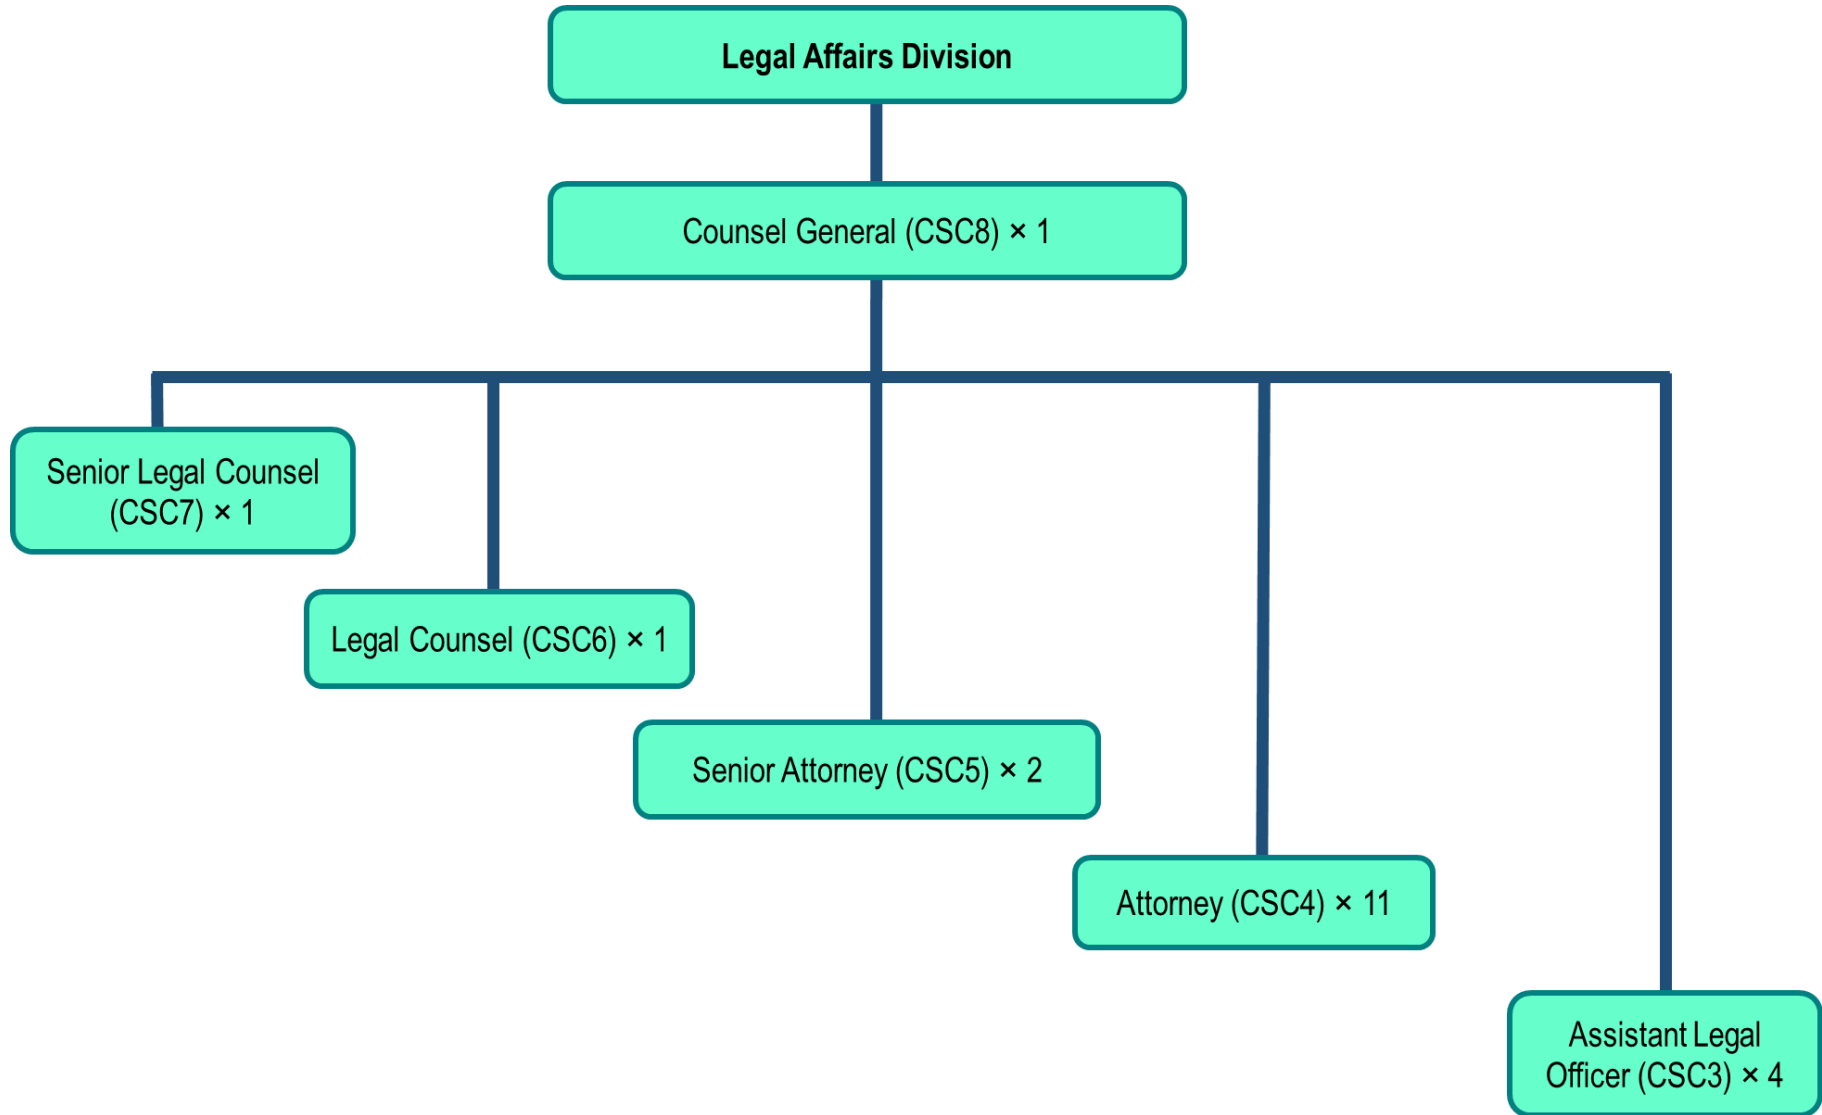 Legal Affairs Division
Counsel General (CSC8) × 1
Senior Legal Counsel
(CSC7) × 1
Legal Counsel (CSC6) × 1
Senior Attorney (CSC5) × 2
Attorney (CSC4) × 11
Assistant Legal
Officer (CSC3) × 4